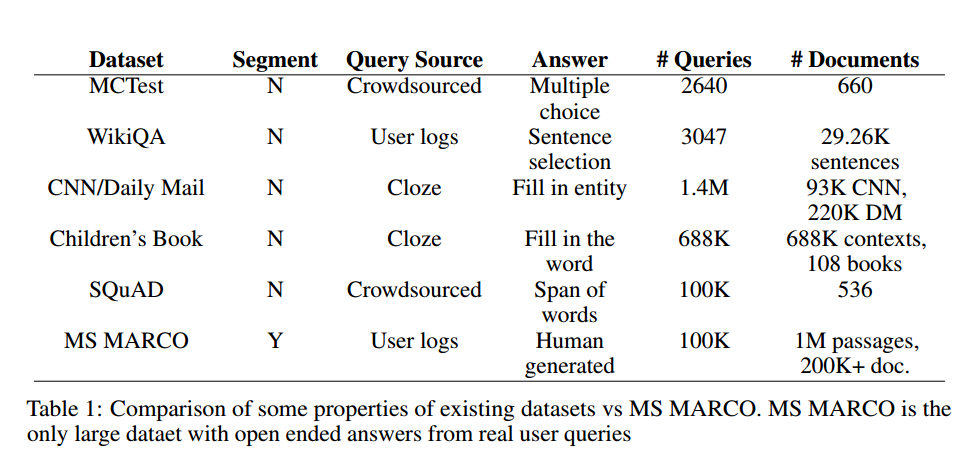 Dataset Segment Query Source Answer # Queries # Documents
MCTest N Crowdsourced Multiple 2640 660
choice
WikiQA N User logs Sentence 3047 29.26K
selection sentences
CNN/Daily Mail N Cloze Fill in entity 1.4M 93K CNN,
220K DM
Children's Book N Cloze Fill in the 688K 688K contexts,
word 108 books
SQuAD N Crowdsourced Span of 100K 536
words
MS MARCO Y User logs Human 100K 1M passages,
generated 200K+ doc.
Table 1: Comparison of some properties of existing datasets vs MS MARCO. MS MARCO is the
only large dataet with open ended answers from real user queries